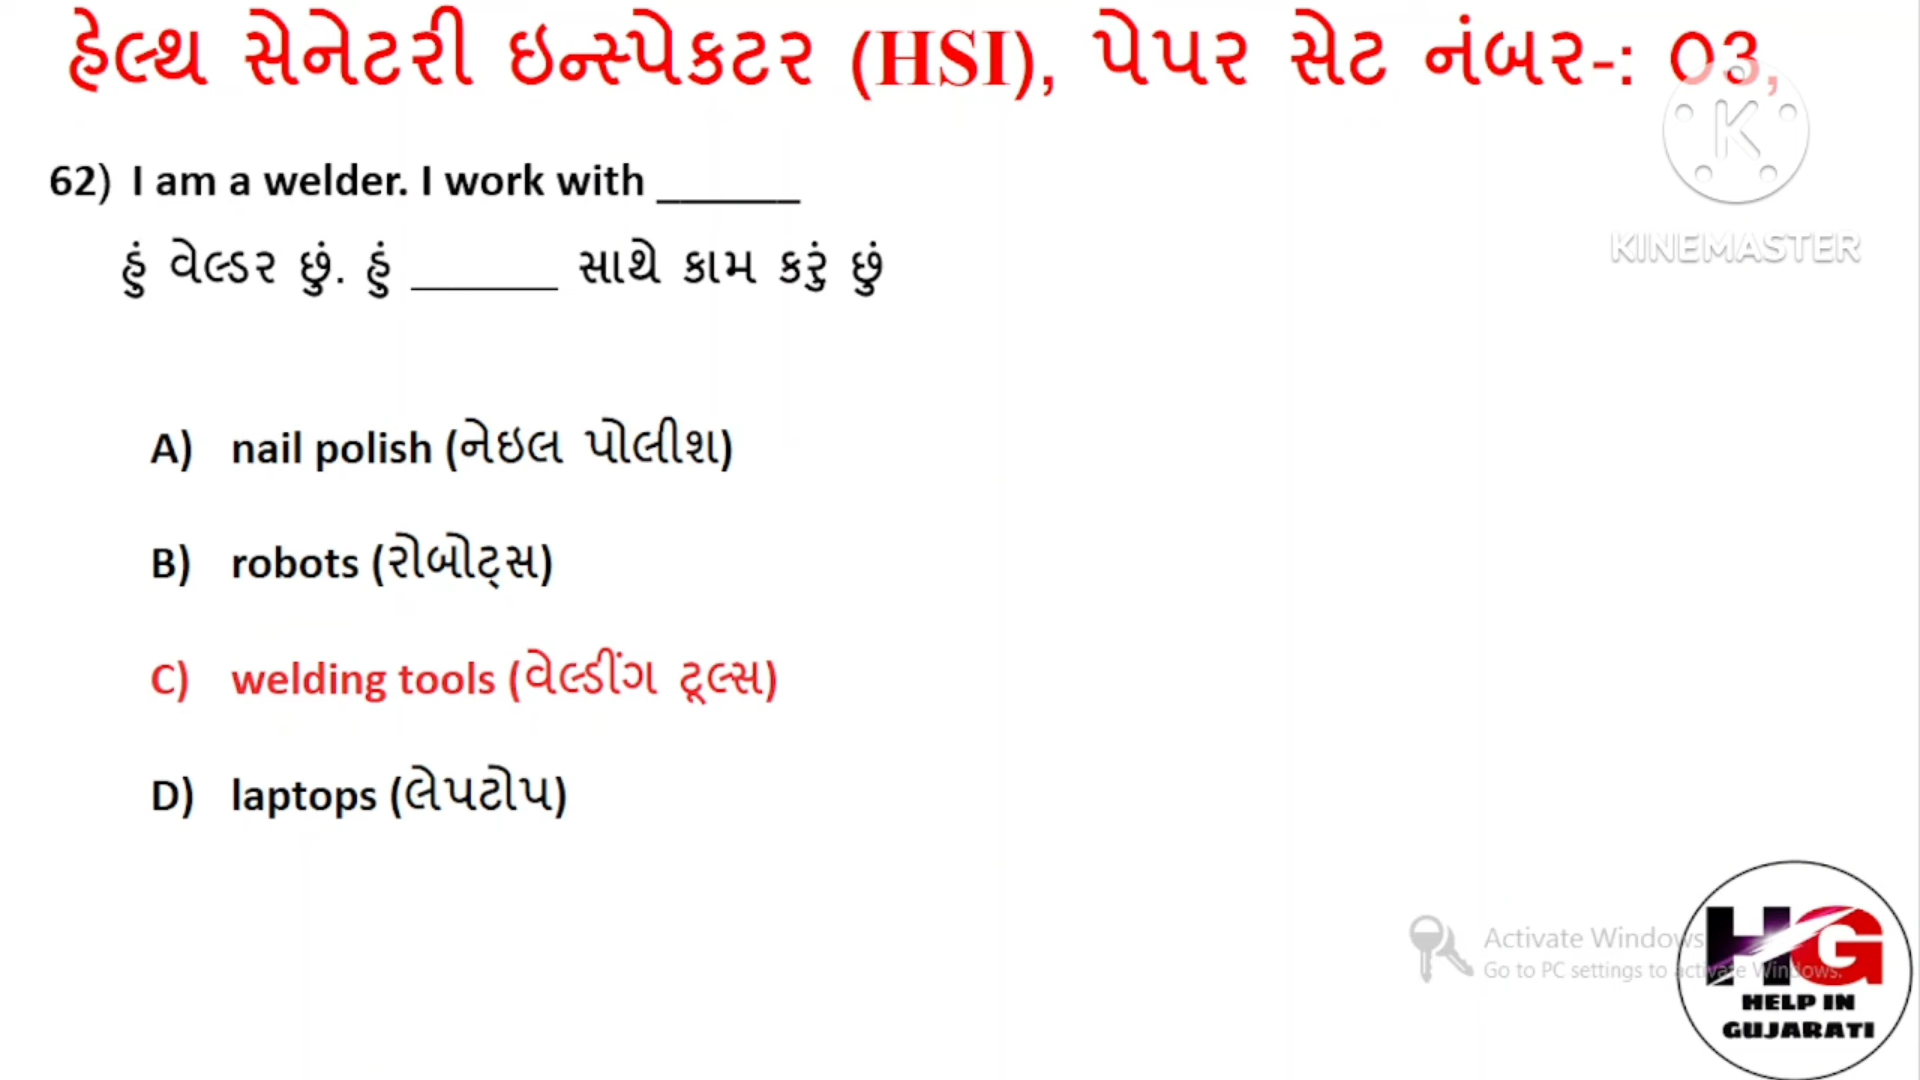 હેલ્થ સેનેટરી ઇન્સ્પેકટર (HSI), પેપર સેટ નંબર-: 03,
K
KINEMASTER
62) I am a welder. I work with ______
હું વેલ્ડર છું. હું ______ સાથે કામ કરું છું
A) nail polish (નેઇલ પોલીશ)
B) robots (રોબોટ્સ)
C) welding tools (વેલ્ડીંગ ટૂલ્સ)
D) laptops (લેપટોપ)
Activate Windows
Go to PC settings to activate Windows.
HG
HELP IN
GUJARATI